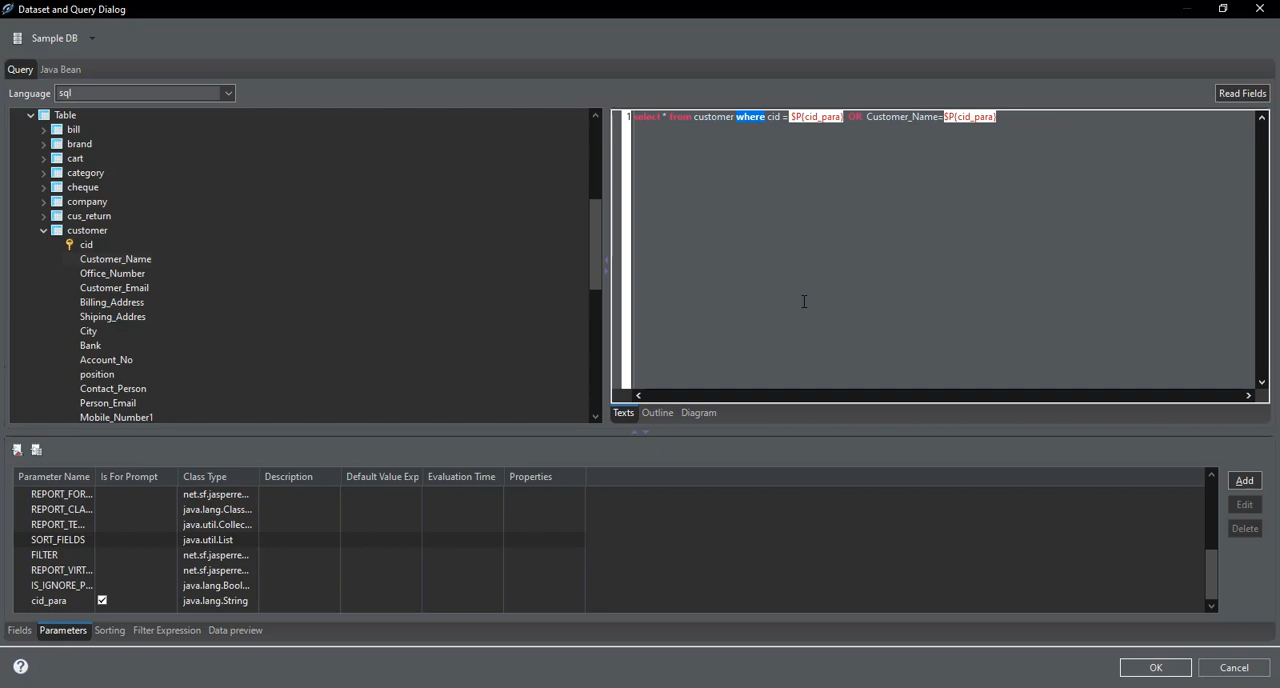 Dataset and Query Dialog
Sample DB
Query Java Bean
Language sql Read Fields
Table
bill
brand
cart
category
cheque
company
cus_return
customer
cid
Customer_Name
Office_Number
Customer_Email
Billing_Address
Shiping_Addres
City
Bank
Account_No
position
Contact_Person
Person_Email
Mobile_Number1
1 select * from customer where cid = $P{cid_para} OR Customer_Name=$P{cid_para}
Texts Outline Diagram
Parameter Name Is For Prompt Class Type Description Default Value Exp Evaluation Time Properties
REPORT_FOR... net.sf.jasperre...
REPORT_CLA... java.lang.Class...
REPORT_TE... java.util.Collec...
SORT_FIELDS java.util.List
FILTER net.sf.jasperre...
REPORT_VIRT... net.sf.jasperre...
IS_IGNORE_P... java.lang.Bool...
cid_para java.lang.String
Add
Edit
Delete
Fields Parameters Sorting Filter Expression Data preview
? OK Cancel